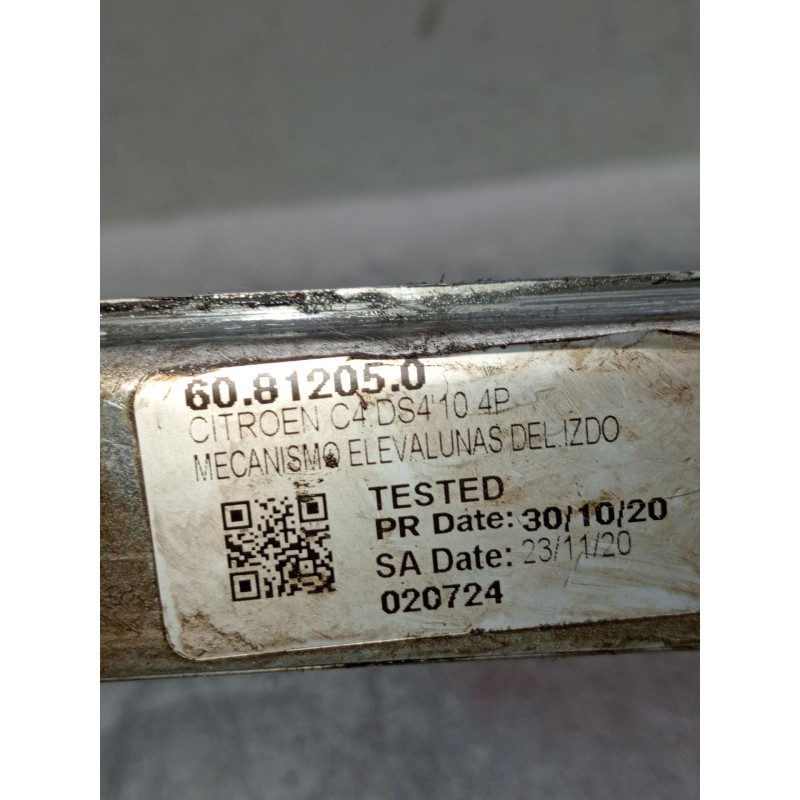 60.81205.0
CITROEN C4'DS4'10 4P
MECANISMO ELEVALUNAS DEL.IZDO
TESTED
PR Date: 30/10/20
SA Date: 23/11/20
020724